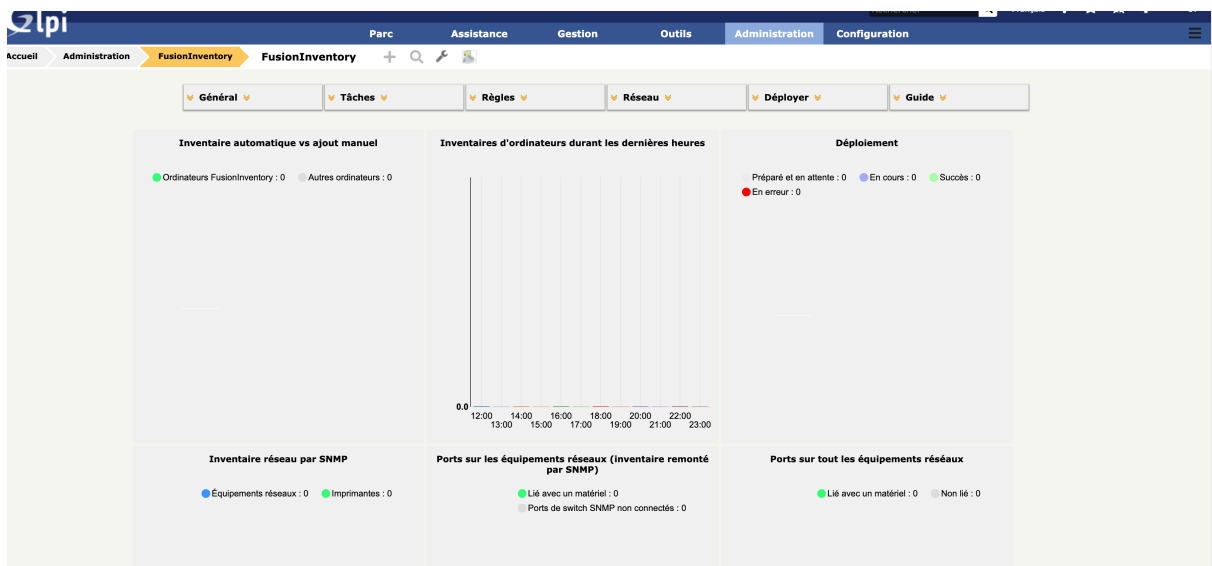 Glpi
Parc Assistance Gestion Outils Administration Configuration
Accueil Administration FusionInventory FusionInventory
Général Tâches Règles Réseau Déployer Guide
Inventaire automatique vs ajout manuel
Ordinateurs FusionInventory : 0 Autres ordinateurs : 0
Inventaires d'ordinateurs durant les dernières heures
0.0
12:00 14:00 16:00 18:00 20:00 22:00
13:00 15:00 17:00 19:00 21:00 23:00
Déploiement
Préparé et en attente : 0 En cours : 0 Succès : 0
En erreur : 0
Inventaire réseau par SNMP
Équipements réseaux : 0 Imprimantes : 0
Ports sur les équipements réseaux (inventaire remonté
par SNMP)
Lié avec un matériel : 0
Ports de switch SNMP non connectés : 0
Ports sur tout les équipements réséaux
Lié avec un matériel : 0 Non lié : 0